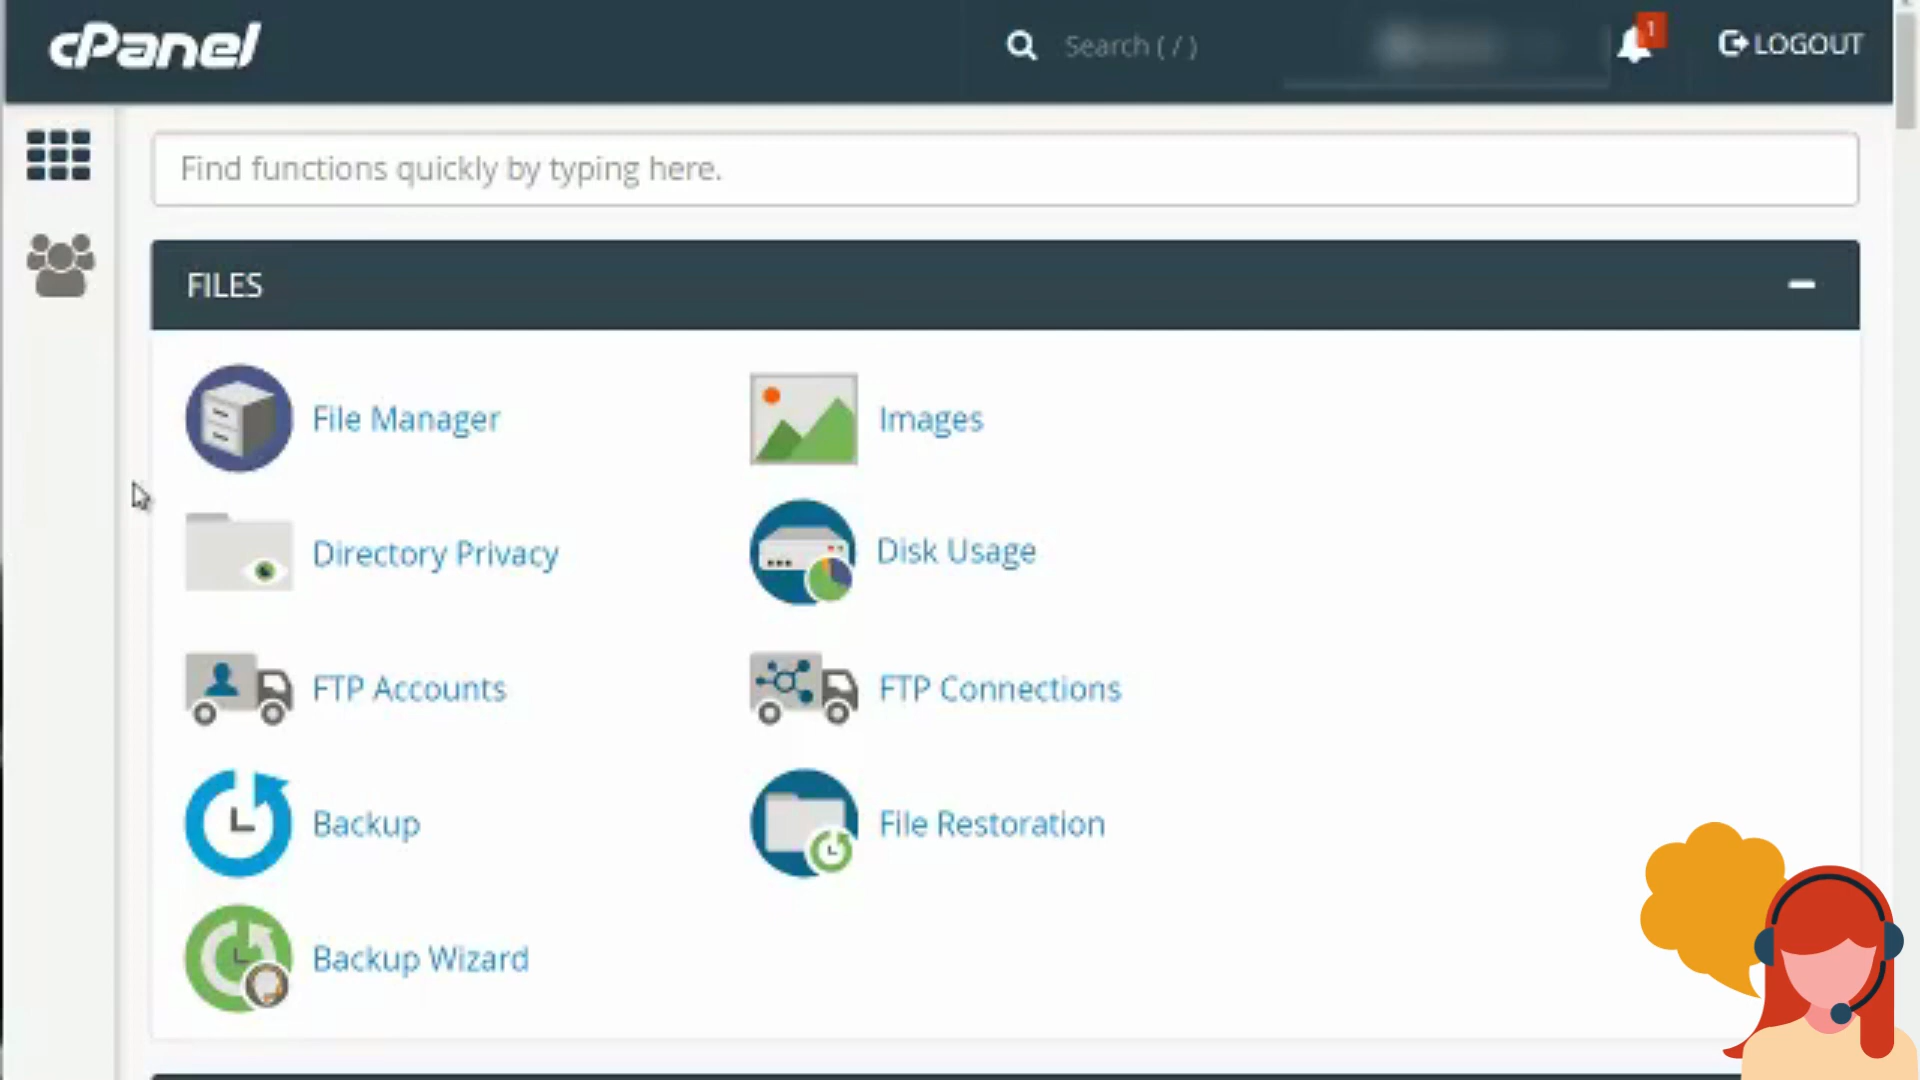 cPanel
Search ( / )
1
LOGOUT
Find functions quickly by typing here.
FILES
File Manager
Images
Directory Privacy
Disk Usage
FTP Accounts
FTP Connections
Backup
File Restoration
Backup Wizard